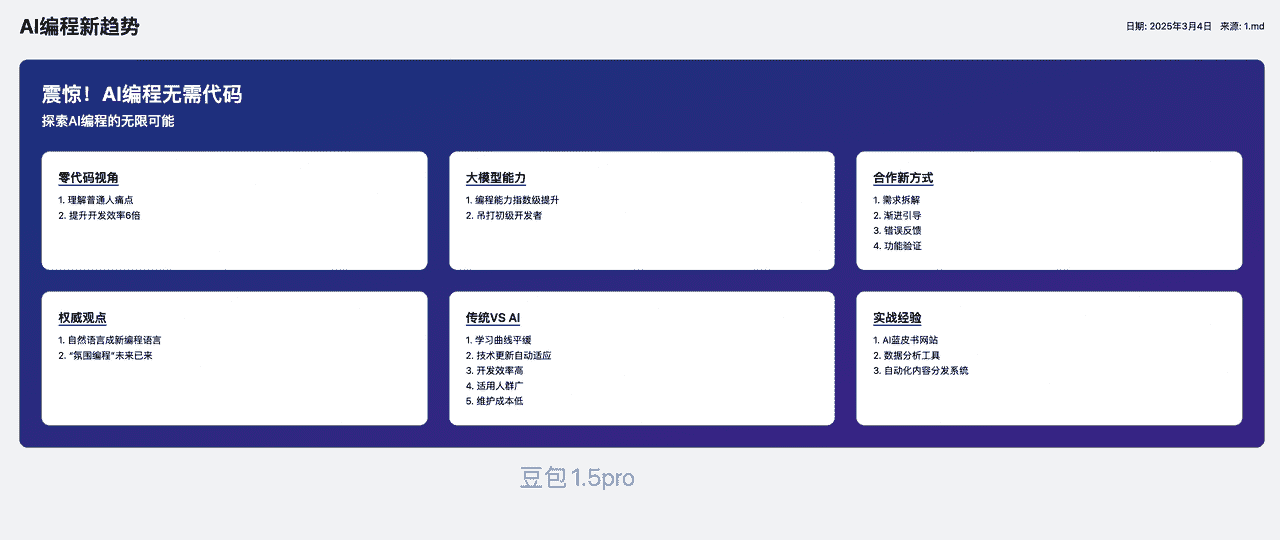 AI编程新趋势
日期: 2025年3月4日 来源: 1.md
震惊！AI编程无需代码
探索AI编程的无限可能
零代码视角
1. 理解普通人痛点
2. 提升开发效率6倍
大模型能力
1. 编程能力指数级提升
2. 吊打初级开发者
合作新方式
1. 需求拆解
2. 渐进引导
3. 错误反馈
4. 功能验证
权威观点
1. 自然语言成新编程语言
2. “氛围编程”未来已来
传统VS AI
1. 学习曲线平缓
2. 技术更新自动适应
3. 开发效率高
4. 适用人群广
5. 维护成本低
实战经验
1. AI蓝皮书网站
2. 数据分析工具
3. 自动化内容分发系统
豆包1.5pro